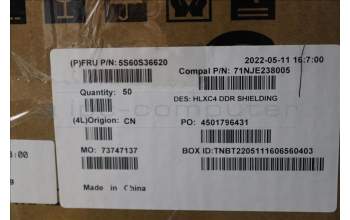 (P)FRU P/N: 5S60S36620
2022-05-11 16:7:00
Compal P/N: 71NJE238005
Quantity: 50
DES: HLXC4 DDR SHIELDING
(4L)Origion: CN
PO: 4501796431
MO: 73747137
BOX ID:TNBT2205111606560403
Made in China